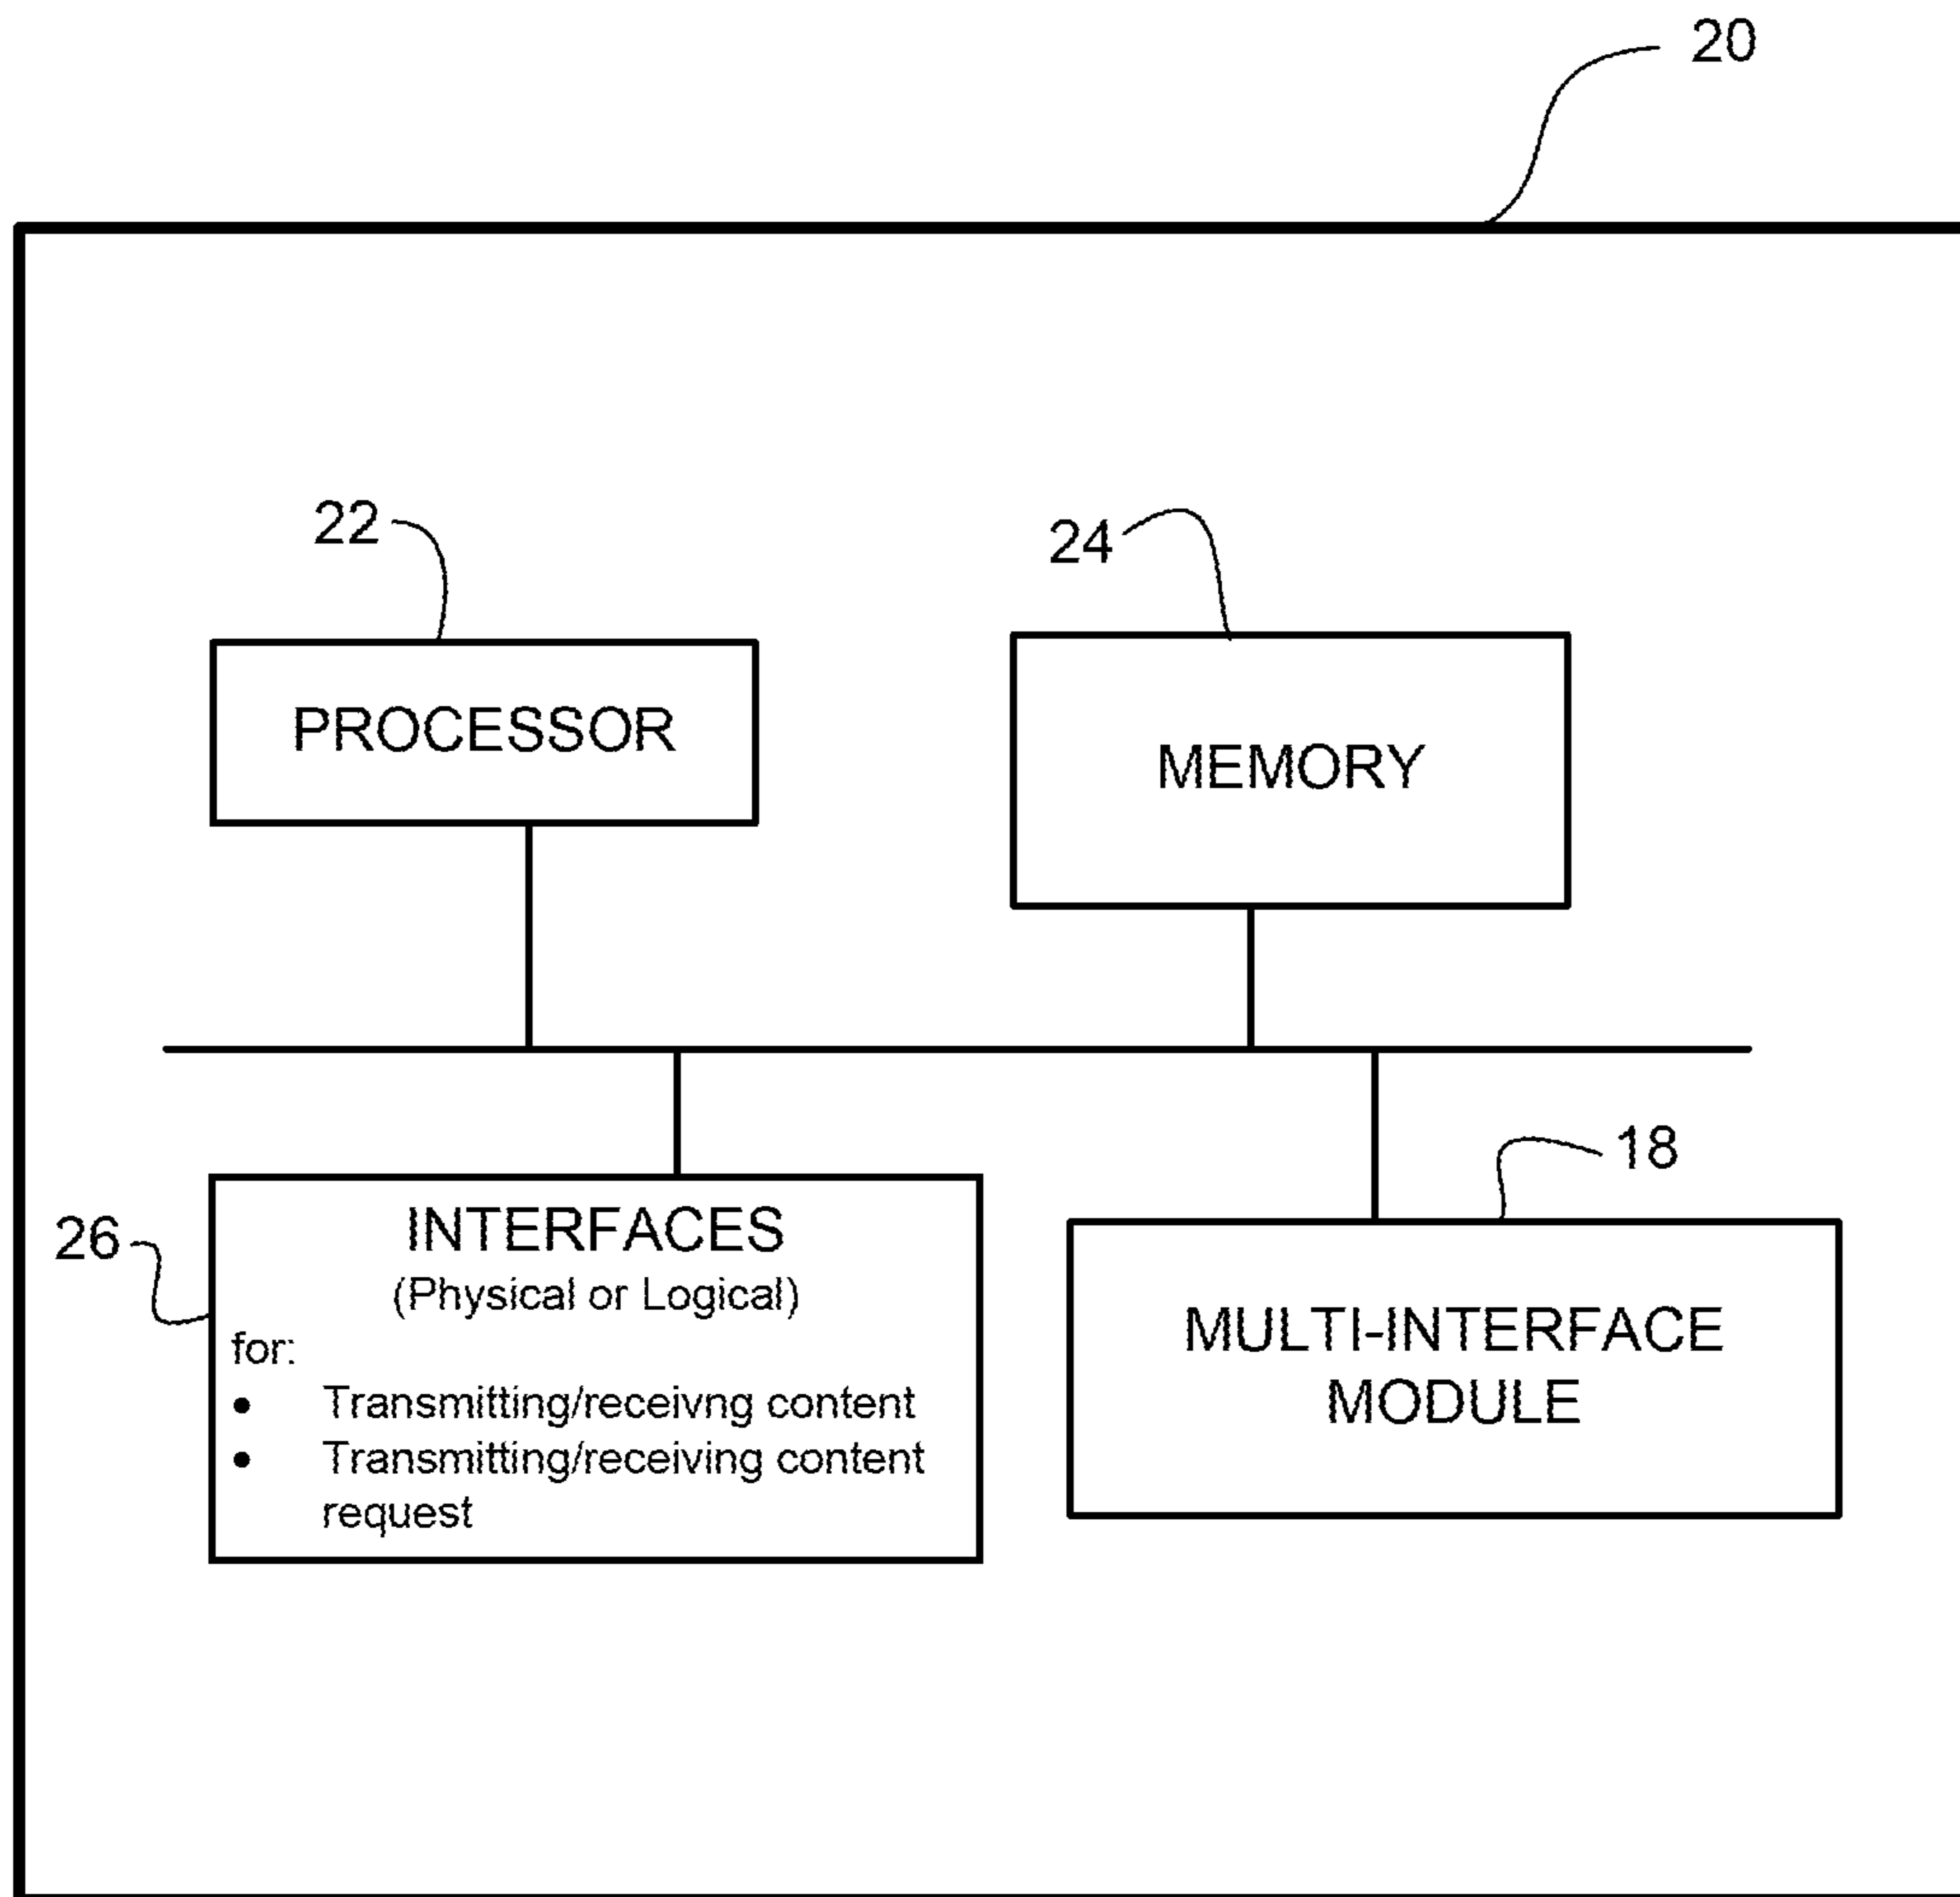 20
22
24
PROCESSOR
MEMORY
18
26
INTERFACES
(Physical or Logical)
for:
• Transmitting/receivng content
• Transmitting/receiving content
request
MULTI-INTERFACE
MODULE